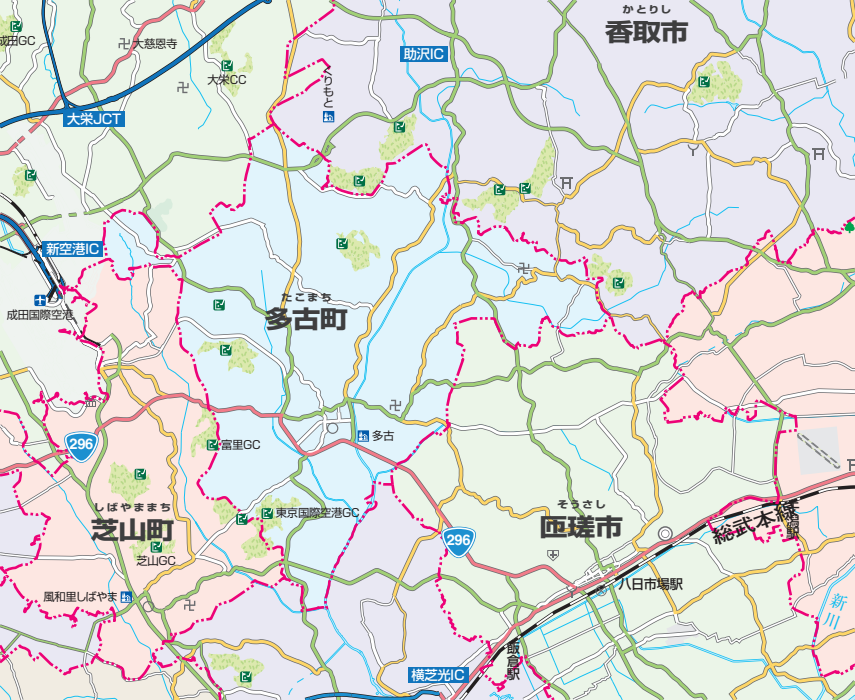 かとりし
香取市
成田GC
卍大慈恩寺
助沢IC
大栄CC
くりもと
大栄JCT
新空港IC
成田国際空港
たこまち
多古町
296
富里GC
多古
しばやままち
芝山町
東京国際空港GC
芝山GC
風和里しばやま
そうさし
匝瑳市
296
総武本線
八日市場駅
新川
飯倉駅
横芝光IC